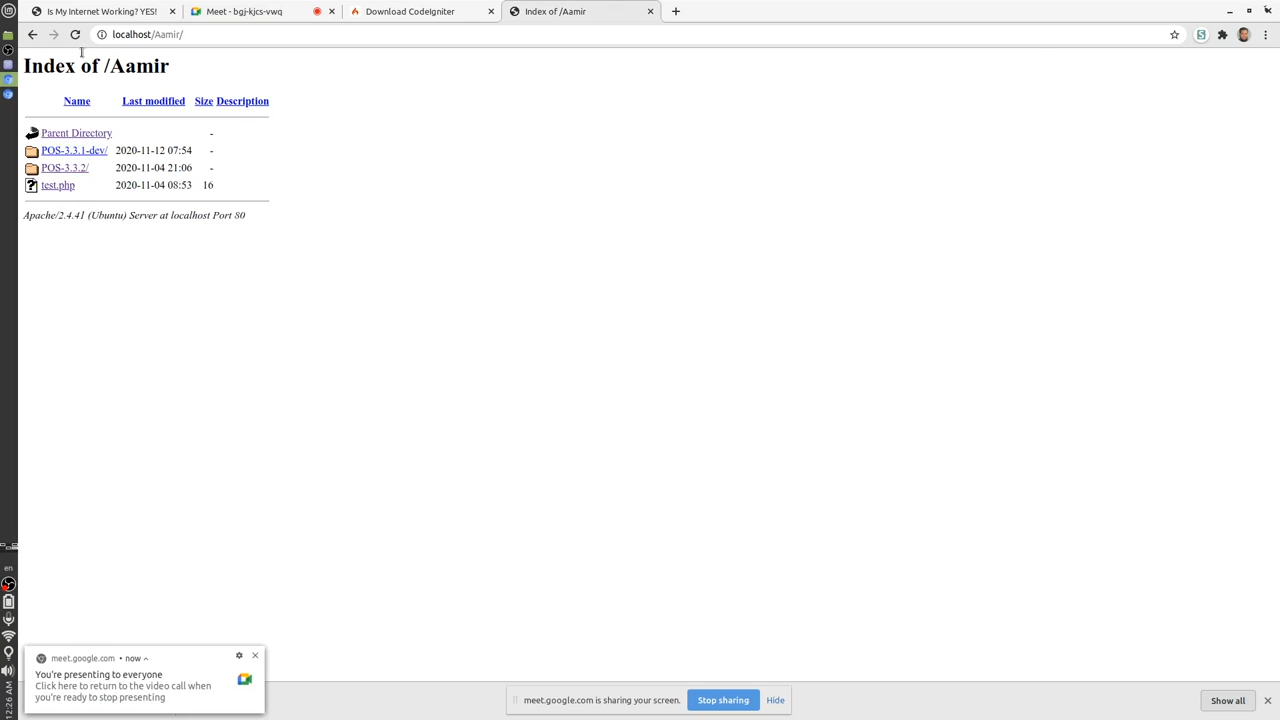 Is My Internet Working? YES!
Meet - bgj-kjcs-vwq
Download CodeIgniter
Index of /Aamir
localhost/Aamir/
Index of /Aamir
Name Last modified Size Description
Parent Directory -
POS-3.3.1-dev/ 2020-11-12 07:54 -
POS-3.3.2/ 2020-11-04 21:06 -
test.php 2020-11-04 08:53 16
Apache/2.4.41 (Ubuntu) Server at localhost Port 80
en
12:26 AM
meet.google.com • now
You're presenting to everyone
Click here to return to the video call when
you're ready to stop presenting
meet.google.com is sharing your screen. Stop sharing Hide
Show all